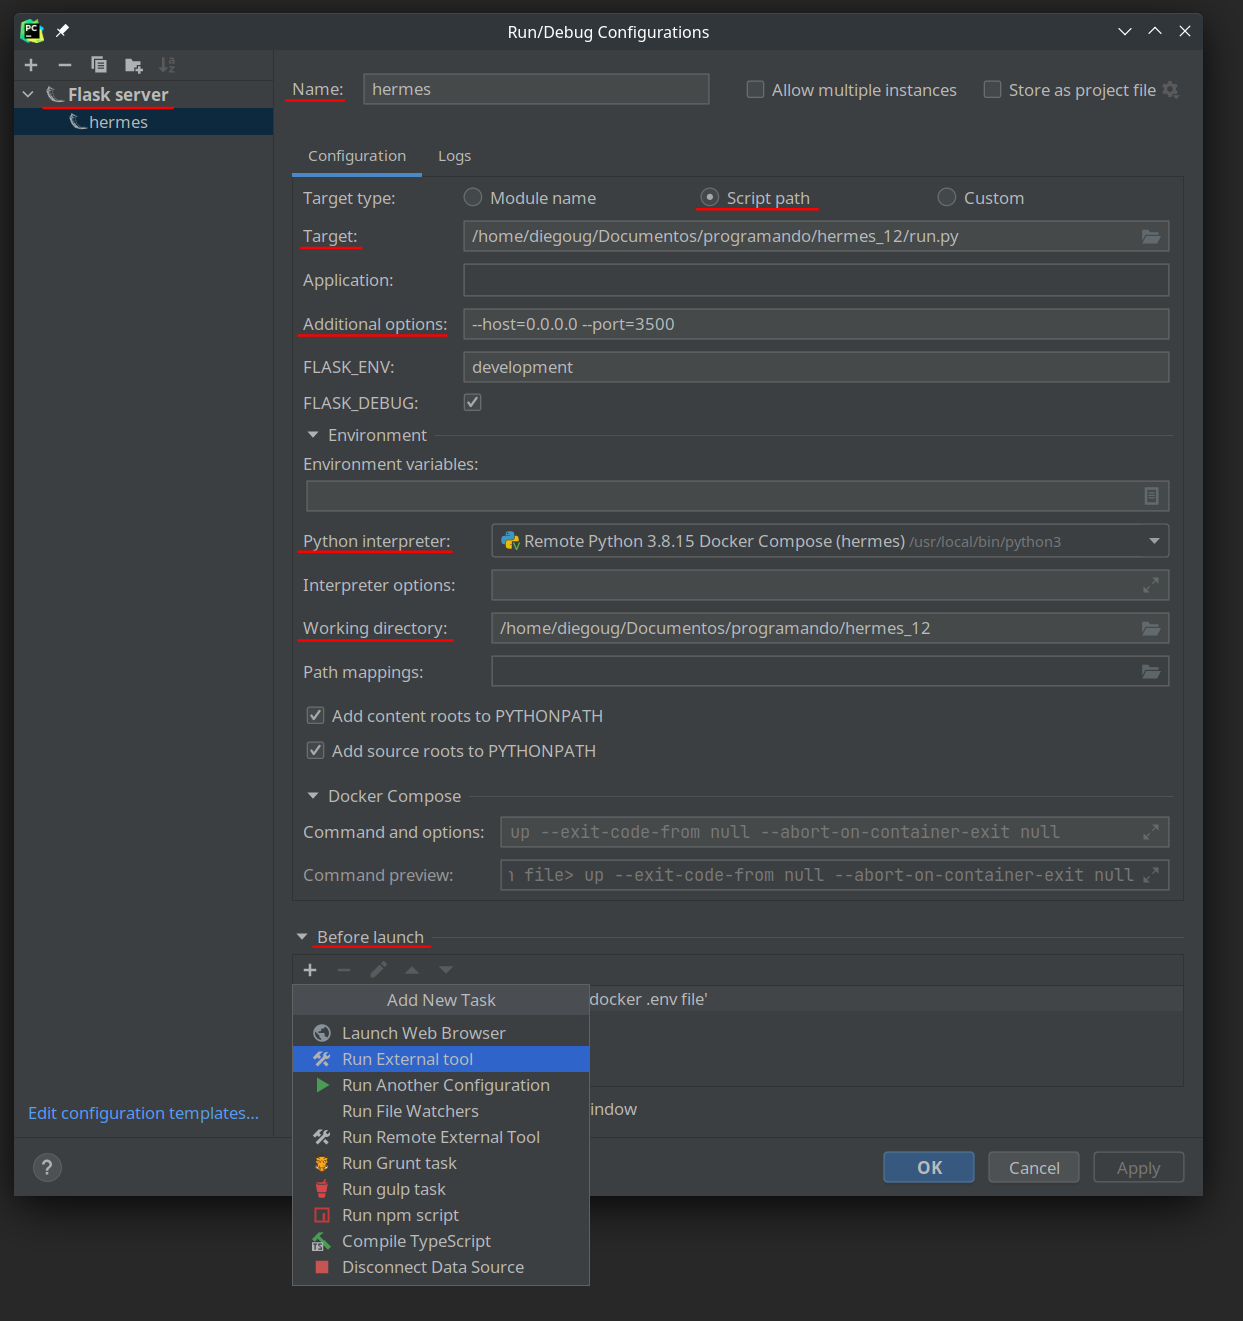 PC
Run/Debug Configurations
Flask server
hermes
Name: hermes Allow multiple instances Store as project file
Configuration Logs
Target type: Module name Script path Custom
Target: /home/diegoug/Documentos/programando/hermes_12/run.py
Application:
Additional options: --host=0.0.0.0 --port=3500
FLASK_ENV: development
FLASK_DEBUG:
Environment
Environment variables:
Python interpreter: Remote Python 3.8.15 Docker Compose (hermes) /usr/local/bin/python3
Interpreter options:
Working directory: /home/diegoug/Documentos/programando/hermes_12
Path mappings:
Add content roots to PYTHONPATH
Add source roots to PYTHONPATH
Docker Compose
Command and options: up --exit-code-from null --abort-on-container-exit null
Command preview: file> up --exit-code-from null --abort-on-container-exit null
Before launch
Add New Task docker .env file'
Launch Web Browser
Run External tool
Run Another Configuration
Run File Watchers indow
Run Remote External Tool
Run Grunt task
Run gulp task
Run npm script
TS Compile TypeScript
Disconnect Data Source
Edit configuration templates...
? OK Cancel Apply